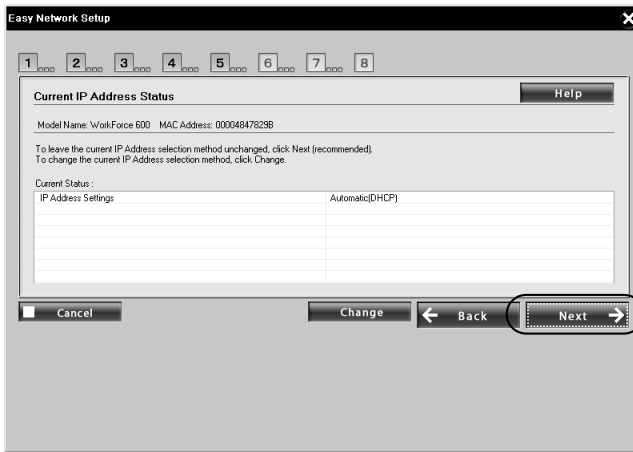 Easy Network Setup
1 2 3 4 5 6 7 8
Current IP Address Status
Help
Model Name: WorkForce 600 MAC Address: 00004847829B
To leave the current IP Address selection method unchanged, click Next (recommended).
To change the current IP Address selection method, click Change.
Current Status :
IP Address Settings Automatic(DHCP)
Cancel Change Back Next